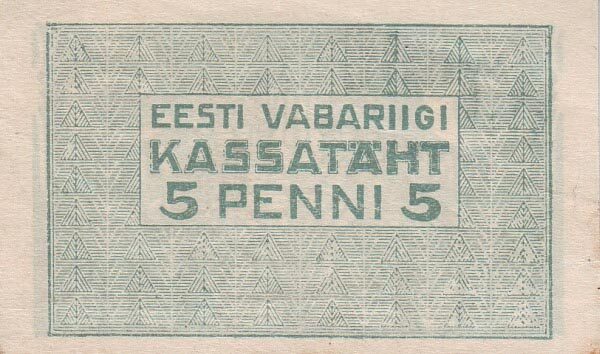 EESTI VABARIIGI
KASSATÄHT
5 PENNI 5